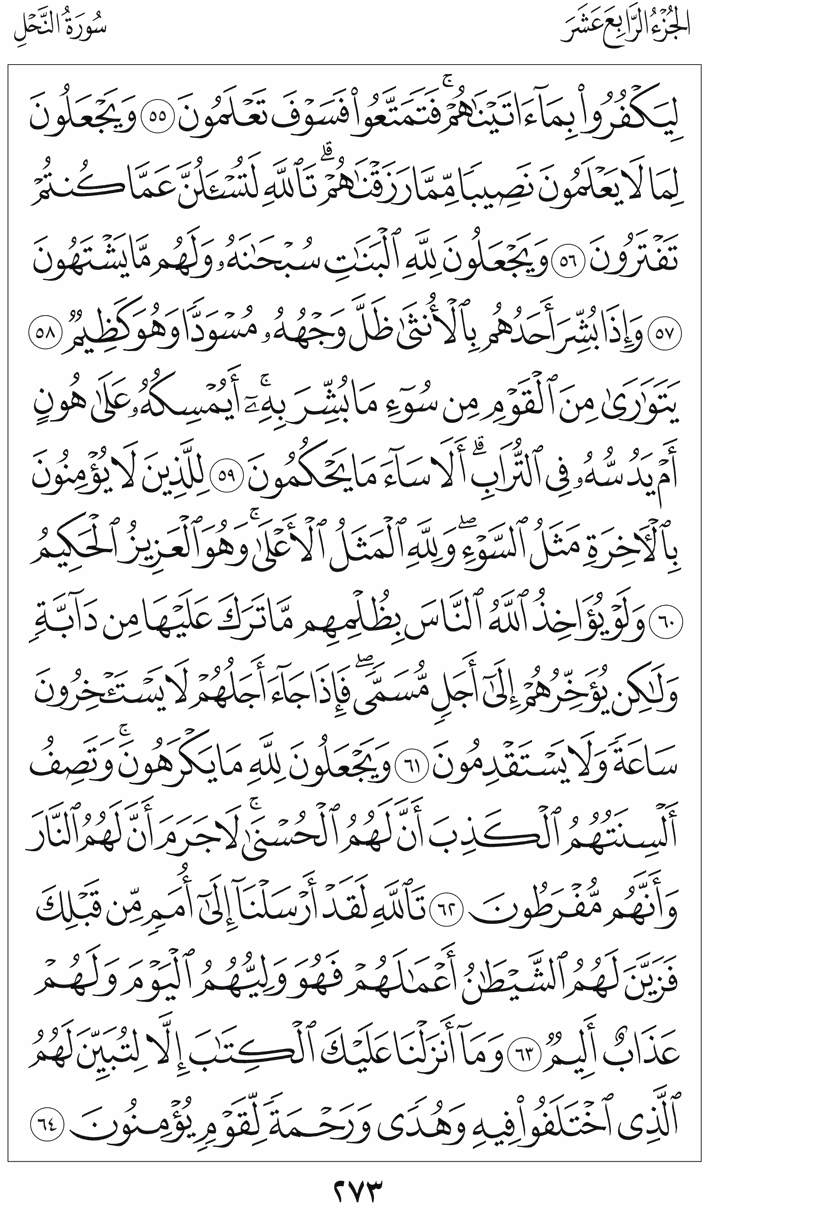 الجُزْءُ الرَّابِعَ عَشَرَ
سُورَةُ النَّحْلِ
لِيَكْفُرُوا۟ بِمَآ ءَاتَيْنَـٰهُمْ ۚ فَتَمَتَّعُوا۟ فَسَوْفَ تَعْلَمُونَ ٥٥ وَيَجْعَلُونَ
لِمَا لَا يَعْلَمُونَ نَصِيبًا مِّمَّا رَزَقْنَـٰهُمْ ۗ تَٱللَّهِ لَتُسْـَٔلُنَّ عَمَّا كُنتُمْ
تَفْتَرُونَ ٥٦ وَيَجْعَلُونَ لِلَّهِ ٱلْبَنَـٰتِ سُبْحَـٰنَهُۥ وَلَهُم مَّا يَشْتَهُونَ
٥٧ وَإِذَا بُشِّرَ أَحَدُهُم بِٱلْأُنثَىٰ ظَلَّ وَجْهُهُۥ مُسْوَدًّا وَهُوَ كَظِيمٌ ٥٨
يَتَوَٰرَىٰ مِنَ ٱلْقَوْمِ مِن سُوٓءِ مَا بُشِّرَ بِهِۦٓ ۚ أَيُمْسِكُهُۥ عَلَىٰ هُونٍ
أَمْ يَدُسُّهُۥ فِى ٱلتُّرَابِ ۗ أَلَا سَآءَ مَا يَحْكُمُونَ ٥٩ لِلَّذِينَ لَا يُؤْمِنُونَ
بِٱلْـَٔاخِرَةِ مَثَلُ ٱلسَّوْءِ ۖ وَلِلَّهِ ٱلْمَثَلُ ٱلْأَعْلَىٰ ۚ وَهُوَ ٱلْعَزِيزُ ٱلْحَكِيمُ
٦٠ وَلَوْ يُؤَاخِذُ ٱللَّهُ ٱلنَّاسَ بِظُلْمِهِم مَّا تَرَكَ عَلَيْهَا مِن دَآبَّةٍ
وَلَـٰكِن يُؤَخِّرُهُمْ إِلَىٰٓ أَجَلٍ مُّسَمًّى ۖ فَإِذَا جَآءَ أَجَلُهُمْ لَا يَسْتَـْٔخِرُونَ
سَاعَةً ۖ وَلَا يَسْتَقْدِمُونَ ٦١ وَيَجْعَلُونَ لِلَّهِ مَا يَكْرَهُونَ ۚ وَتَصِفُ
أَلْسِنَتُهُمُ ٱلْكَذِبَ أَنَّ لَهُمُ ٱلْحُسْنَىٰ ۚ لَا جَرَمَ أَنَّ لَهُمُ ٱلنَّارَ
وَأَنَّهُم مُّفْرَطُونَ ٦٢ تَٱللَّهِ لَقَدْ أَرْسَلْنَآ إِلَىٰٓ أُمَمٍ مِّن قَبْلِكَ
فَزَيَّنَ لَهُمُ ٱلشَّيْطَـٰنُ أَعْمَـٰلَهُمْ فَهُوَ وَلِيُّهُمُ ٱلْيَوْمَ وَلَهُمْ
عَذَابٌ أَلِيمٌ ٦٣ وَمَآ أَنزَلْنَا عَلَيْكَ ٱلْكِتَـٰبَ إِلَّا لِتُبَيِّنَ لَهُمُ
ٱلَّذِى ٱخْتَلَفُوا۟ فِيهِ وَهُدًى وَرَحْمَةً لِّقَوْمٍ يُؤْمِنُونَ ٦٤
٢٧٣